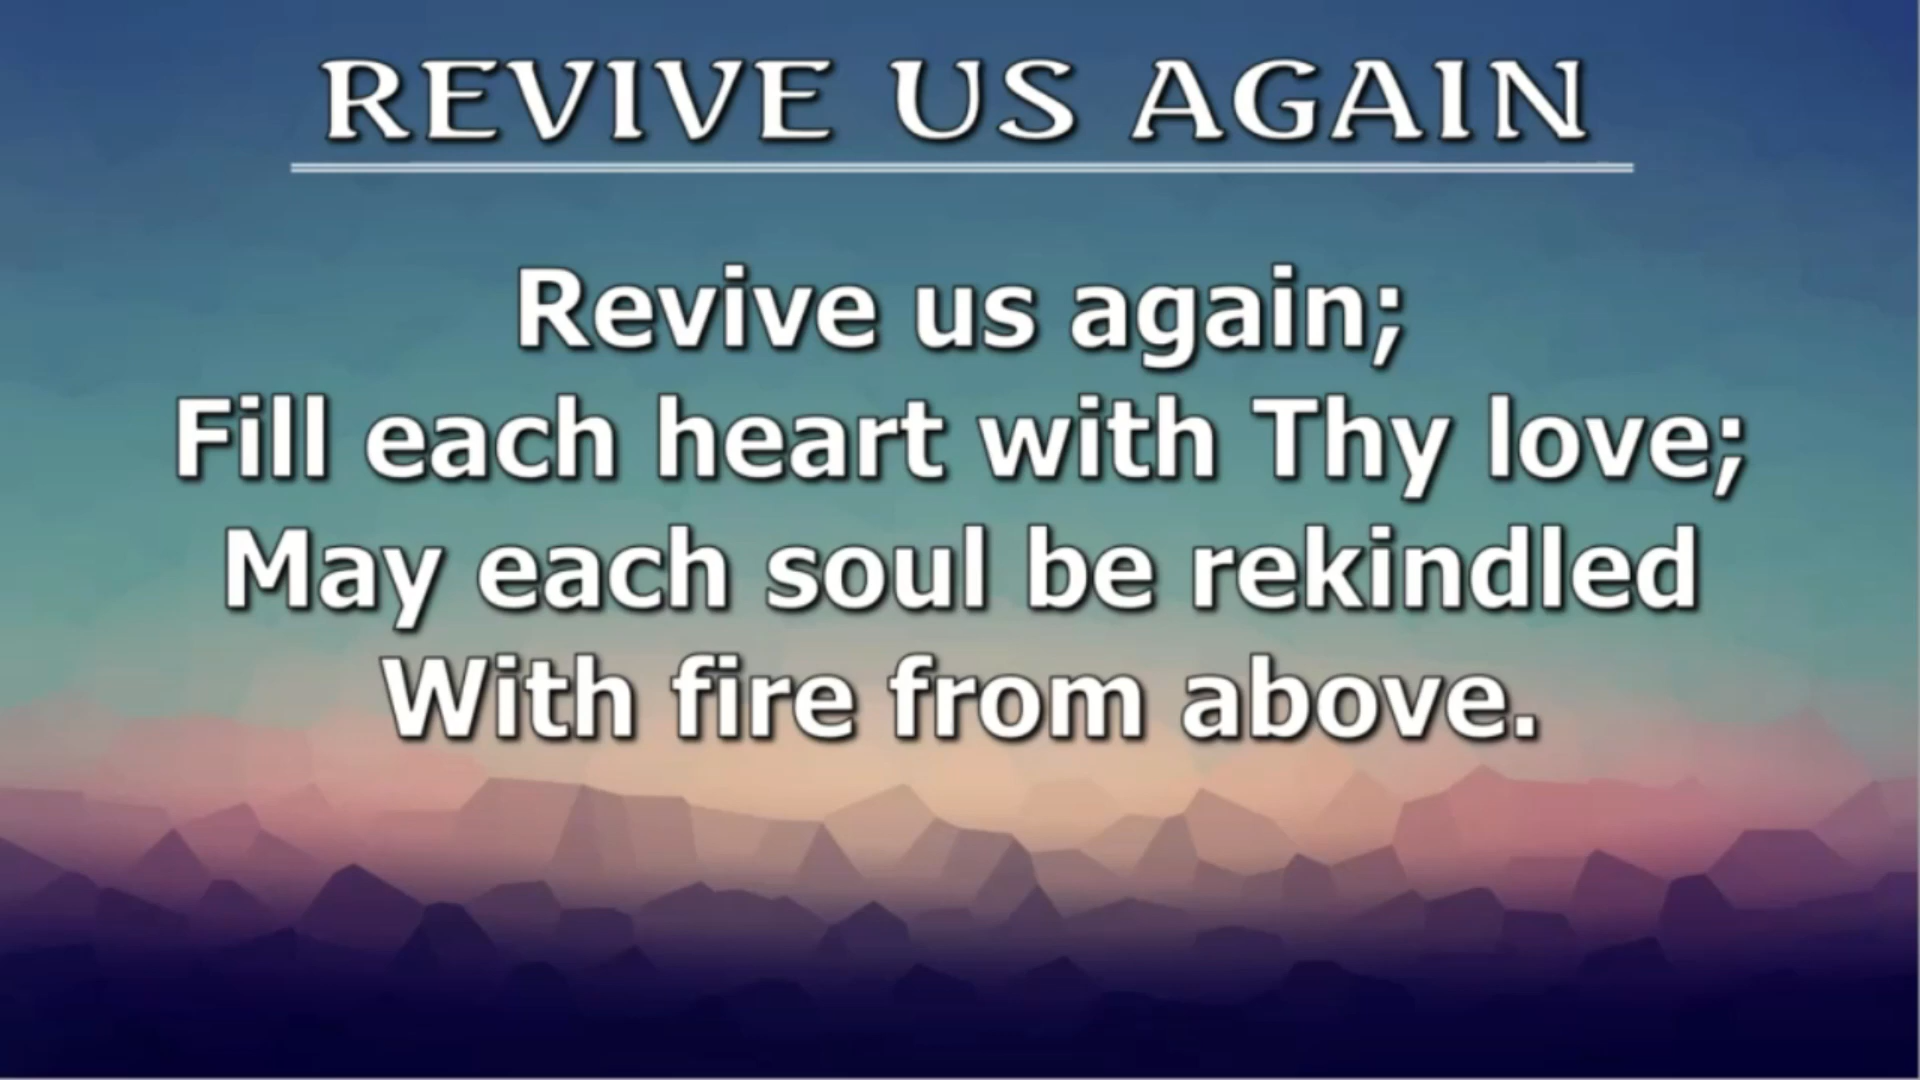 REVIVE US AGAIN
Revive us again;
Fill each heart with Thy love;
May each soul be rekindled
With fire from above.